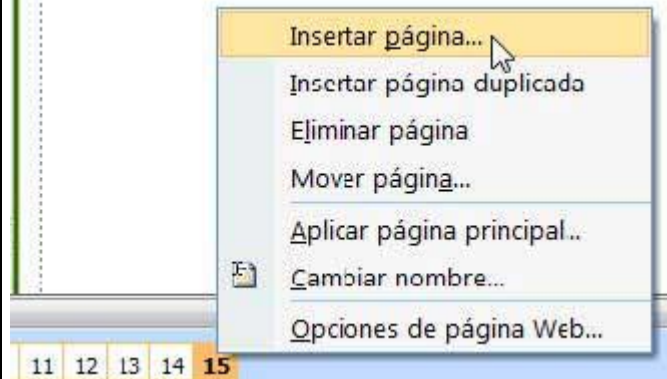 Insertar página...
Insertar página duplicada
Eliminar página
Mover página...
Aplicar página principal...
Cambiar nombre...
Opciones de página Web...
11 12 13 14 15